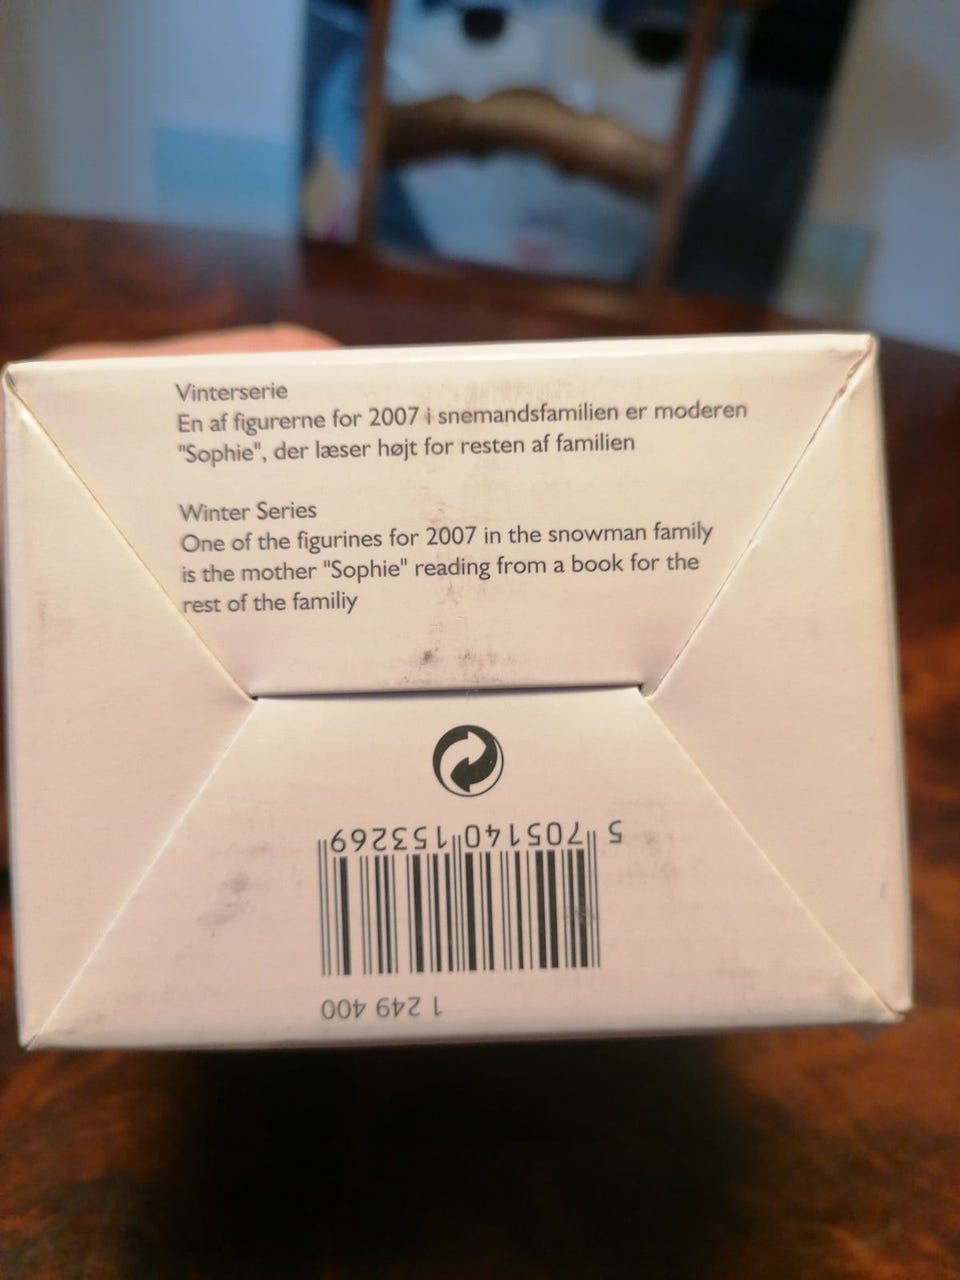 Vinterserie
En af figurerne for 2007 i snemandsfamilien er moderen
"Sophie", der læser højt for resten af familien
Winter Series
One of the figurines for 2007 in the snowman family
is the mother "Sophie" reading from a book for the
rest of the familiy
5 705140 153269
1 249 400